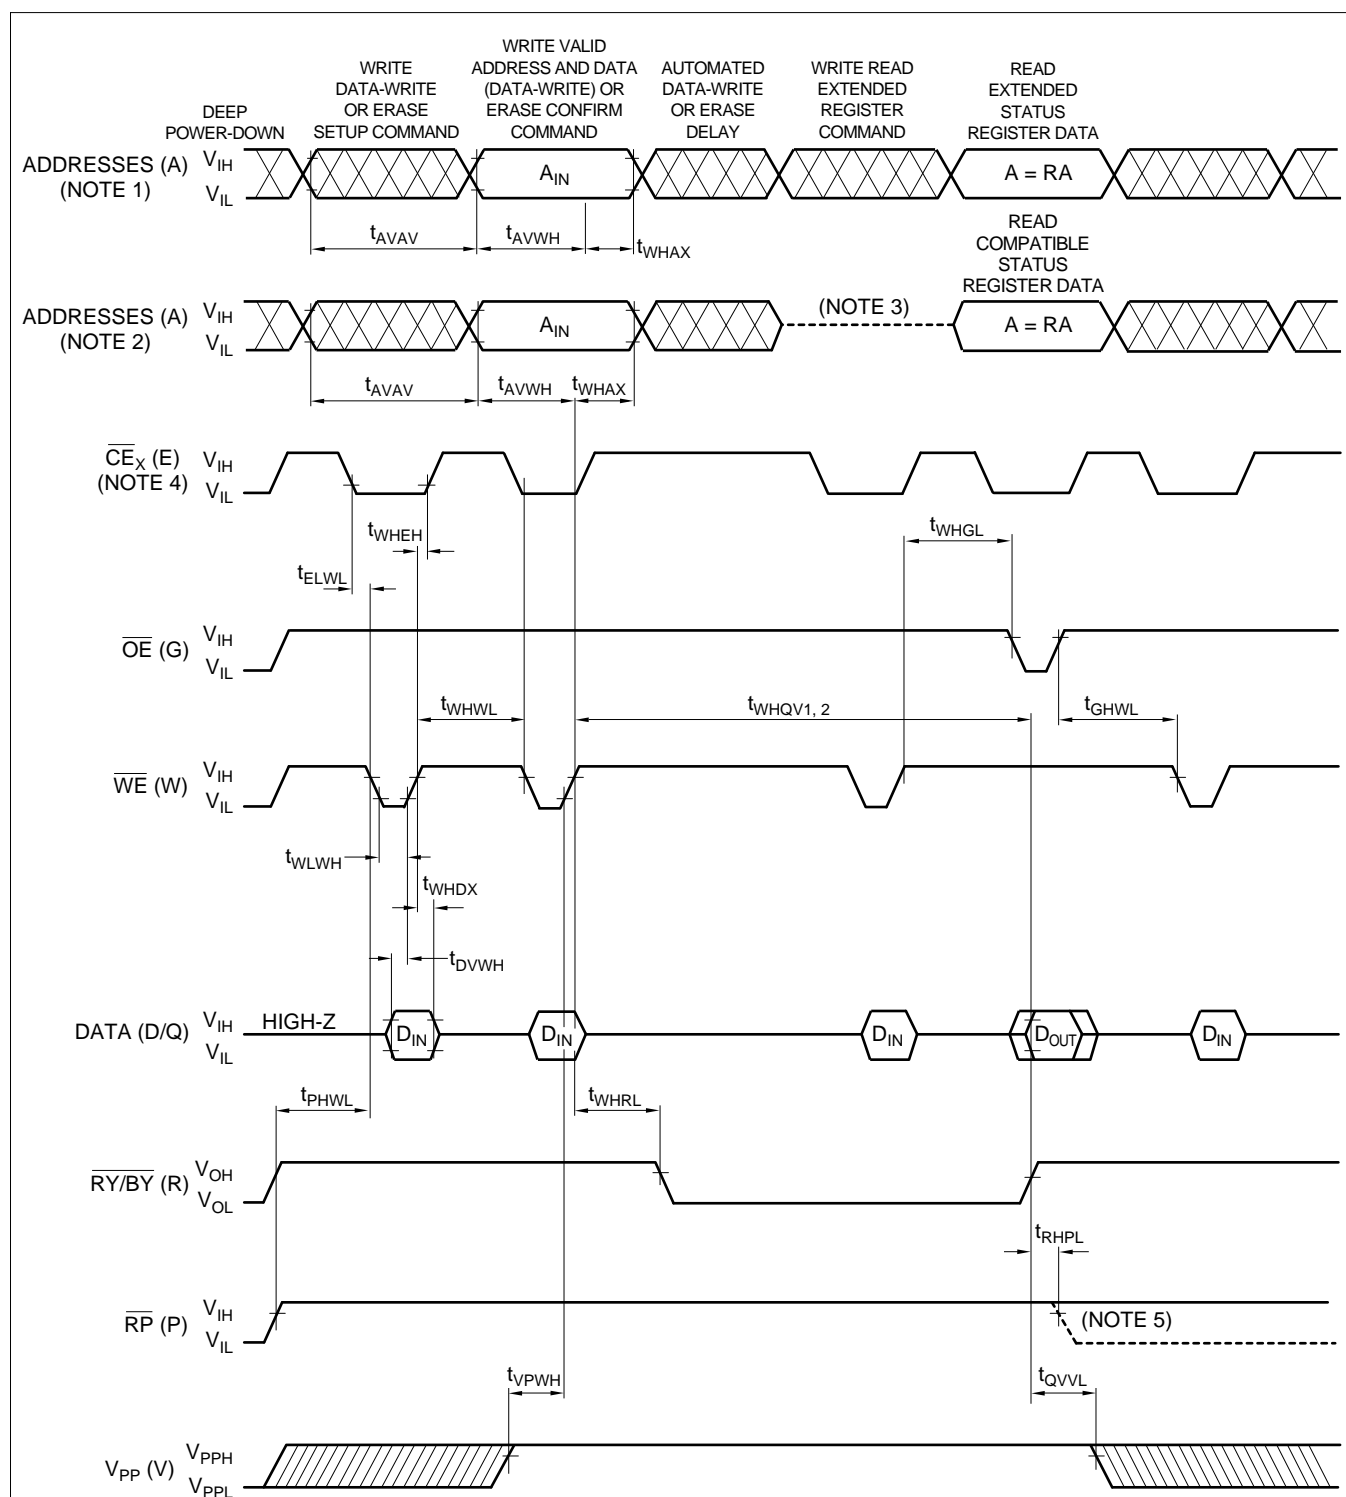 DEEP
POWER-DOWN
WRITE
DATA-WRITE
OR ERASE
SETUP COMMAND
WRITE VALID
ADDRESS AND DATA
(DATA-WRITE) OR
ERASE CONFIRM
COMMAND
AUTOMATED
DATA-WRITE
OR ERASE
DELAY
WRITE READ
EXTENDED
REGISTER
COMMAND
READ
EXTENDED
STATUS
REGISTER DATA
ADDRESSES (A)
(NOTE 1)
VIH
VIL
AIN
A = RA
tAVAV
tAVWH
tWHAX
READ
COMPATIBLE
STATUS
REGISTER DATA
ADDRESSES (A)
(NOTE 2)
VIH
VIL
AIN
(NOTE 3)
A = RA
tAVAV
tAVWH
tWHAX
CEX (E)
(NOTE 4)
VIH
VIL
tWHEH
tWHGL
tELWL
OE (G)
VIH
VIL
tWHWL
tWHQV1, 2
tGHWL
WE (W)
VIH
VIL
tWLWH
tWHDX
tDVWH
DATA (D/Q)
VIH
VIL
HIGH-Z
DIN
DIN
DIN
DOUT
DIN
tPHWL
tWHRL
RY/BY (R)
VOH
VOL
tRHPL
RP (P)
VIH
VIL
(NOTE 5)
tVPWH
tQVVL
VPP (V)
VPPH
VPPL